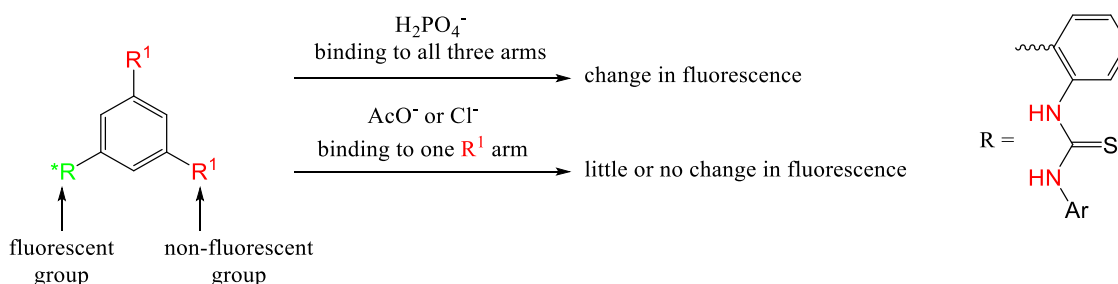 R¹
*R
R¹
fluorescent
group
non-fluorescent
group
H₂PO₄⁻
binding to all three arms
change in fluorescence
AcO⁻ or Cl⁻
binding to one R¹ arm
little or no change in fluorescence
R =
HN
S
HN
Ar